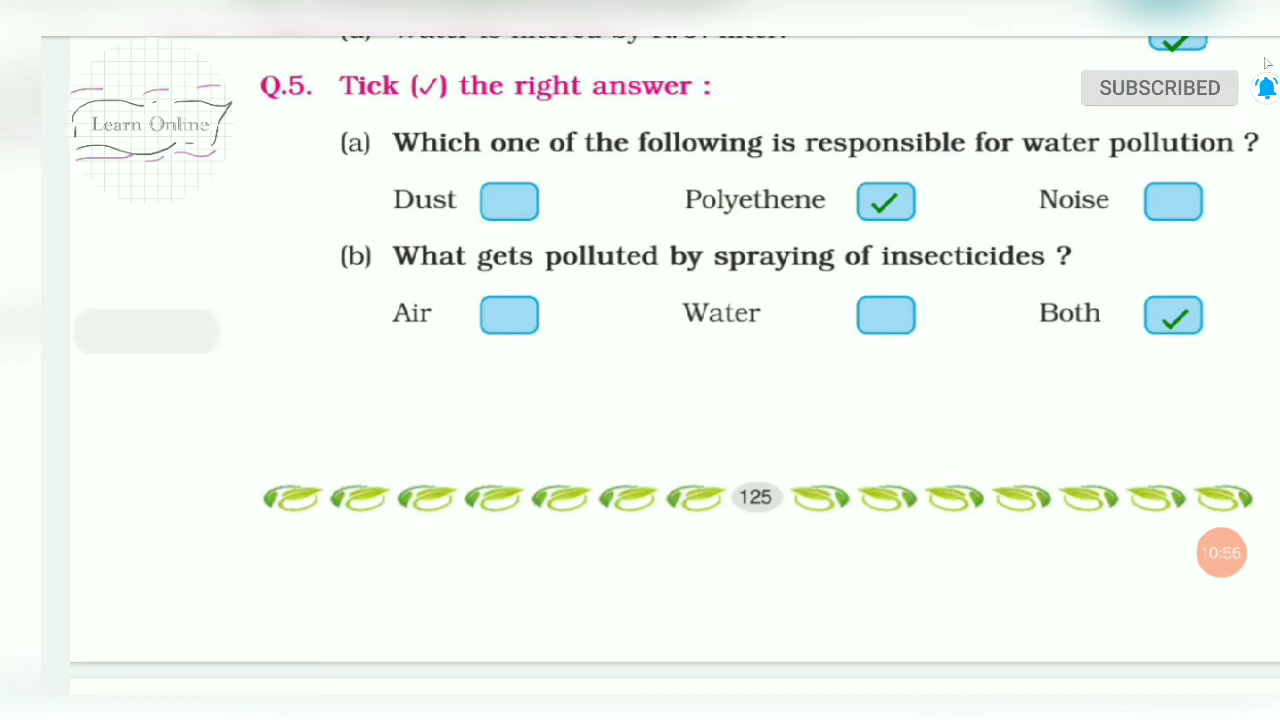 SUBSCRIBED
Learn Online
Q.5. Tick (✓) the right answer :
(a) Which one of the following is responsible for water pollution ?
Dust Polyethene ✓ Noise
(b) What gets polluted by spraying of insecticides ?
Air Water Both ✓
125
10:56